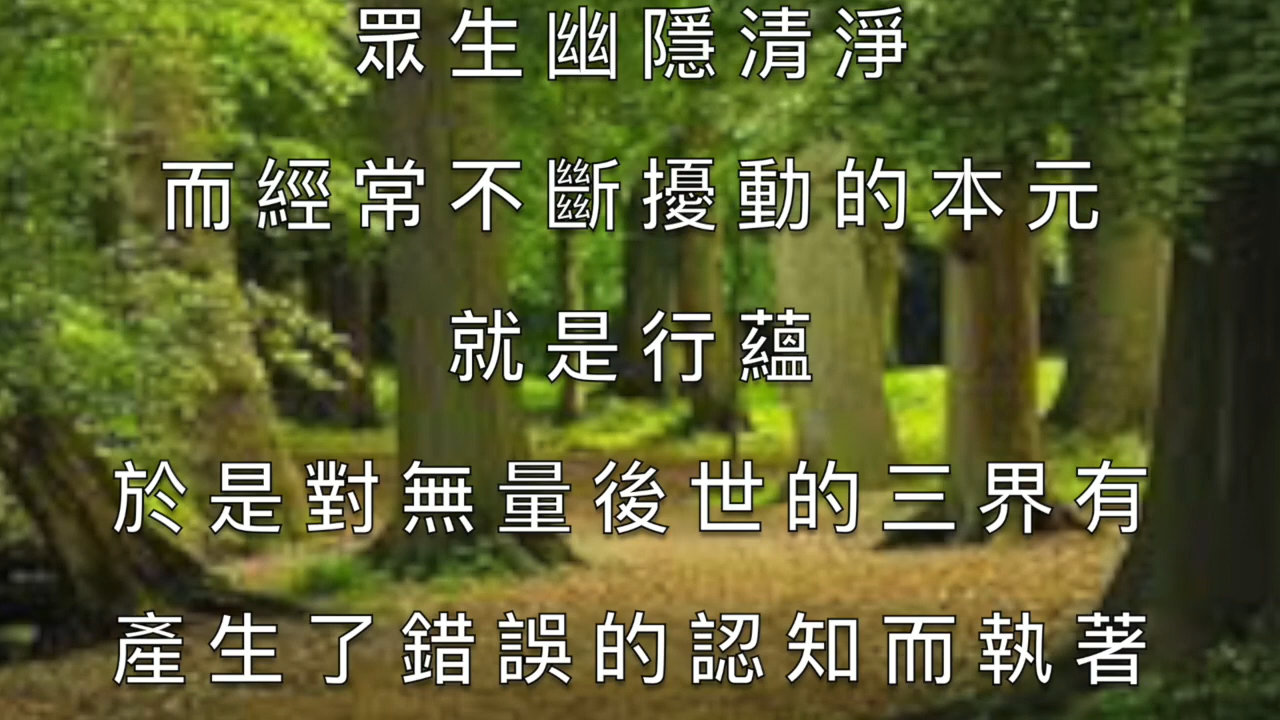 眾生幽隱清淨
而經常不斷擾動的本元
就是行蘊
於是對無量後世的三界有
產生了錯誤的認知而執著